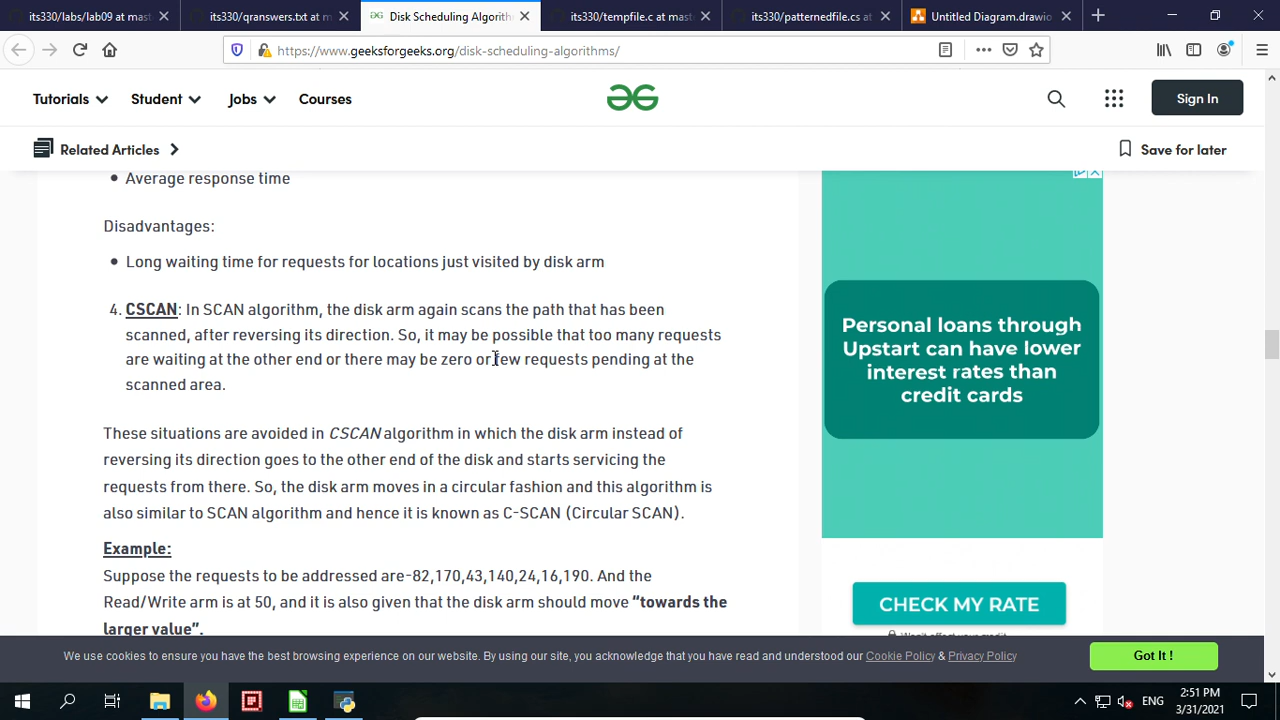 its330/labs/lab09 at mast
its330/qranswers.txt at m
Disk Scheduling Algorith
its330/tempfile.c at mast
its330/patternedfile.cs at
Untitled Diagram.drawio
https://www.geeksforgeeks.org/disk-scheduling-algorithms/
Tutorials
Student
Jobs
Courses
Sign In
Related Articles
Save for later
• Average response time
Disadvantages:
• Long waiting time for requests for locations just visited by disk arm
4. CSCAN: In SCAN algorithm, the disk arm again scans the path that has been
scanned, after reversing its direction. So, it may be possible that too many requests
are waiting at the other end or there may be zero or few requests pending at the
scanned area.
These situations are avoided in CSCAN algorithm in which the disk arm instead of
reversing its direction goes to the other end of the disk and starts servicing the
requests from there. So, the disk arm moves in a circular fashion and this algorithm is
also similar to SCAN algorithm and hence it is known as C-SCAN (Circular SCAN).
Example:
Suppose the requests to be addressed are-82,170,43,140,24,16,190. And the
Read/Write arm is at 50, and it is also given that the disk arm should move “towards the
larger value”.
Personal loans through
Upstart can have lower
interest rates than
credit cards
CHECK MY RATE
We use cookies to ensure you have the best browsing experience on our website. By using our site, you acknowledge that you have read and understood our Cookie Policy & Privacy Policy
Got It !
ENG
2:51 PM
3/31/2021